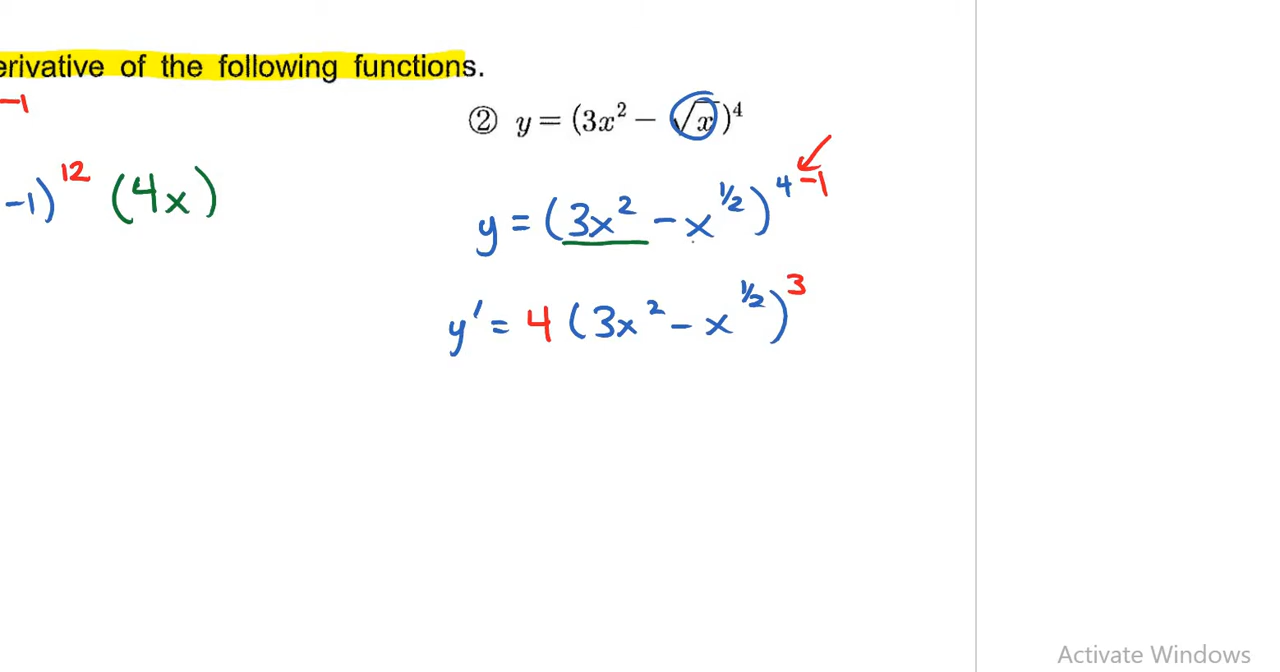 erivative of the following functions.
-1
② y = (3x² − √x)⁴
-1)¹² (4x)
y = (3x² − x^½)⁴ -1
y' = 4 (3x² − x^½)³
Activate Windows